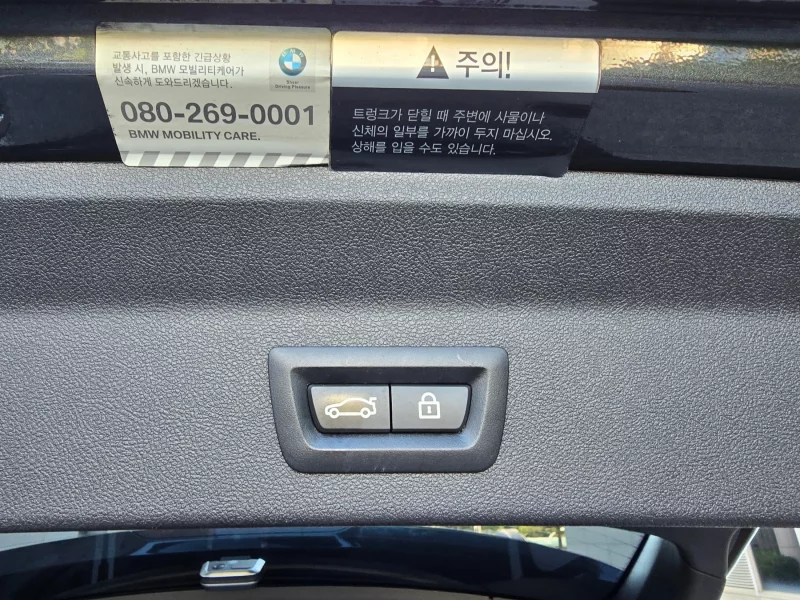 교통사고를 포함한 긴급상황
발생 시, BMW 모빌리티케어가
신속하게 도와드리겠습니다.
Sheer
Driving Pleasure
080-269-0001
BMW MOBILITY CARE.
주의!
트렁크가 닫힐 때 주변에 사물이나
신체의 일부를 가까이 두지 마십시오.
상해를 입을 수도 있습니다.